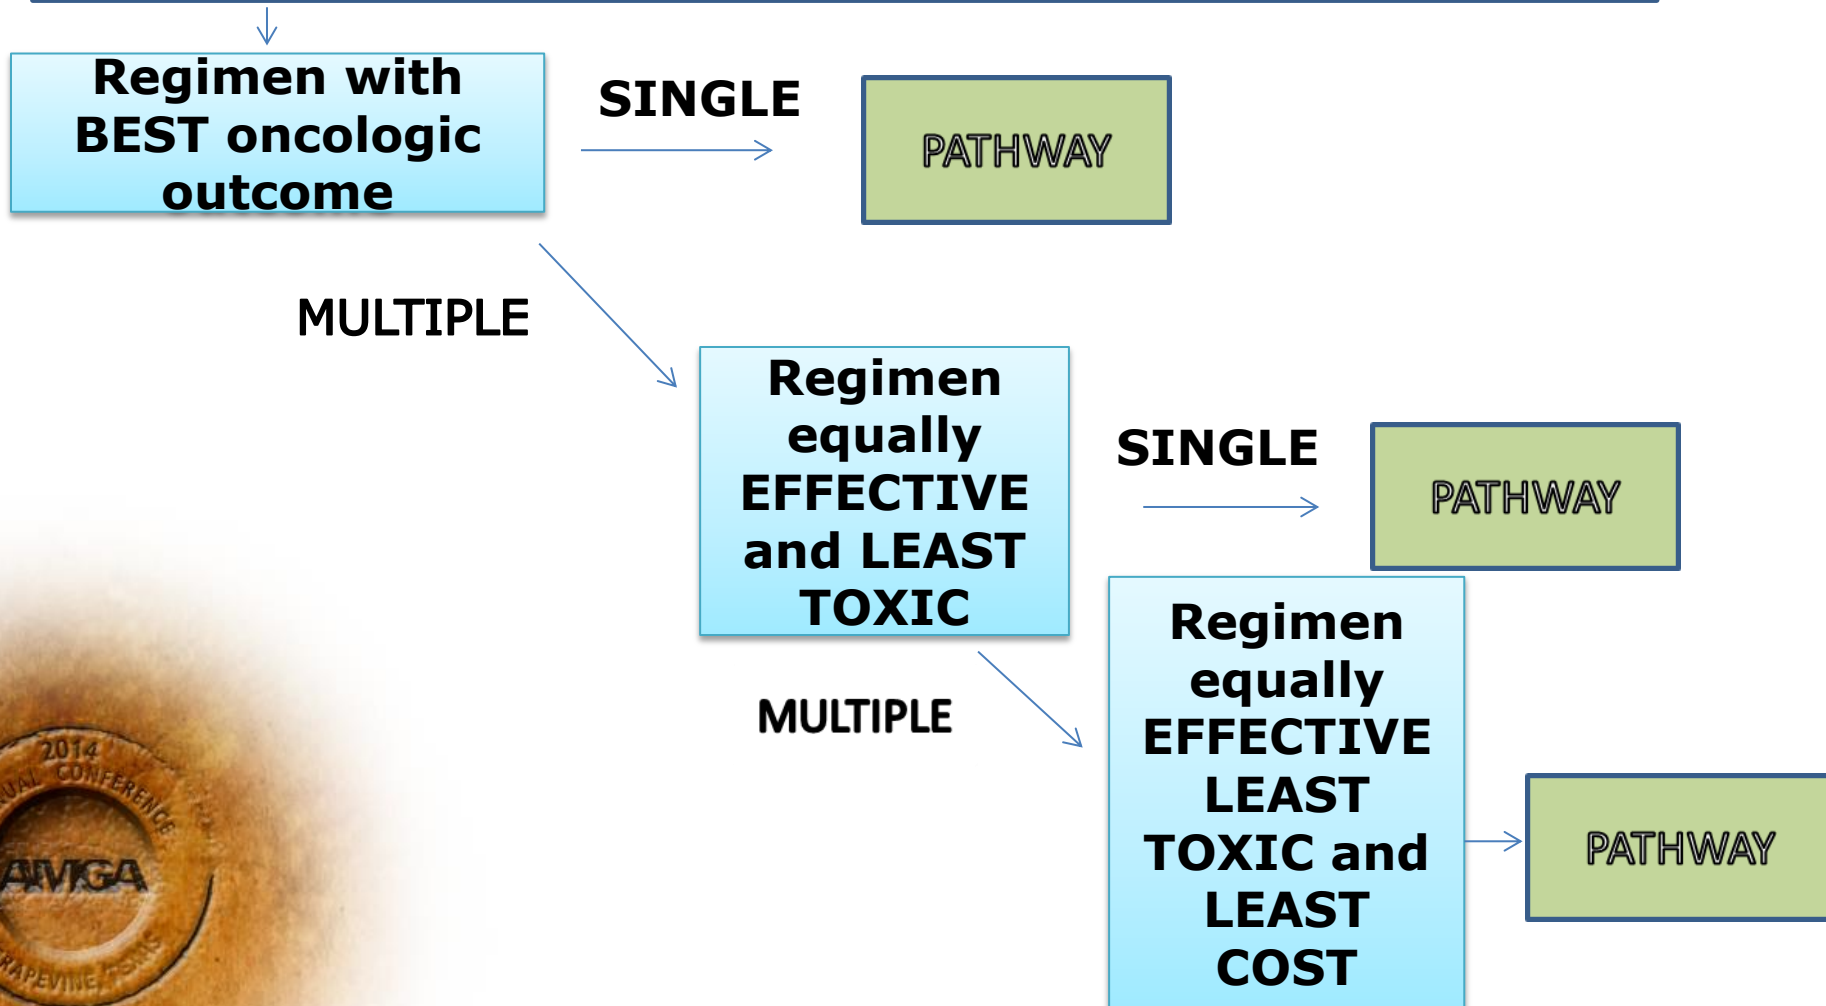 Regimen with
BEST oncologic
outcome
SINGLE
PATHWAY
MULTIPLE
Regimen
equally
EFFECTIVE
and LEAST
TOXIC
SINGLE
PATHWAY
MULTIPLE
Regimen
equally
EFFECTIVE
LEAST
TOXIC and
LEAST
COST
PATHWAY
2014
CONFERENCE
AMGA